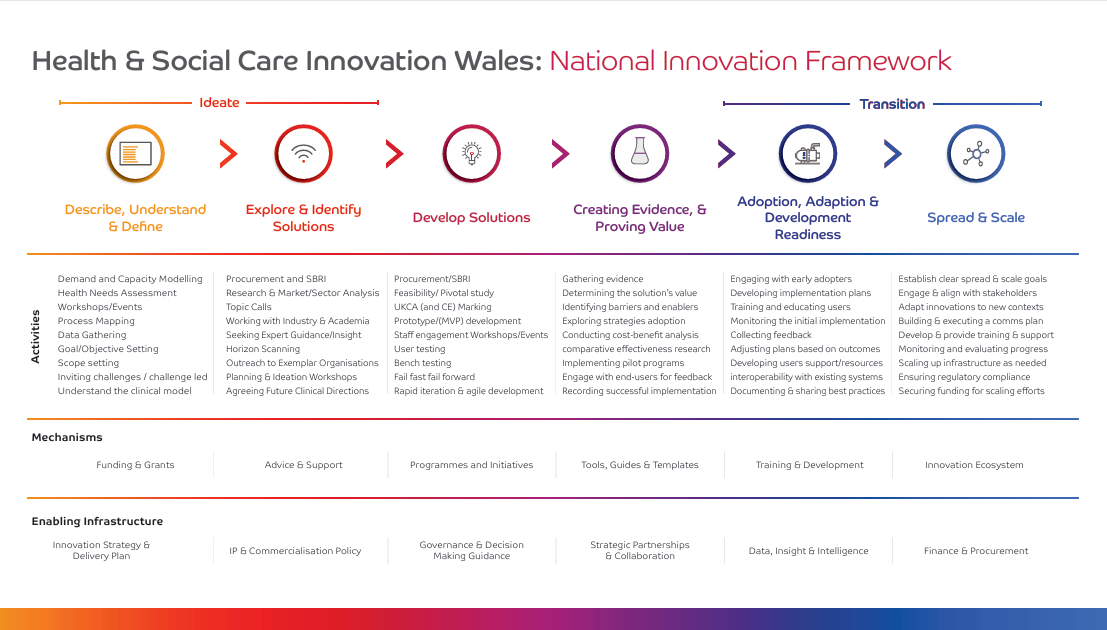 Health & Social Care Innovation Wales: National Innovation Framework
Ideate
Transition
Describe, Understand
& Define
Explore & Identify
Solutions
Develop Solutions
Creating Evidence, &
Proving Value
Adoption, Adaption &
Development
Readiness
Spread & Scale
Activities
Demand and Capacity Modelling
Health Needs Assessment
Workshops/Events
Process Mapping
Data Gathering
Goal/Objective Setting
Scope setting
Inviting challenges / challenge led
Understand the clinical model
Procurement and SBRI
Research & Market/Sector Analysis
Topic Calls
Working with Industry & Academia
Seeking Expert Guidance/Insight
Horizon Scanning
Outreach to Exemplar Organisations
Planning & Ideation Workshops
Agreeing Future Clinical Directions
Procurement/SBRI
Feasibility/ Pivotal study
UKCA (and CE) Marking
Prototype/(MVP) development
Staff engagement Workshops/Events
User testing
Bench testing
Fail fast fail forward
Rapid iteration & agile development
Gathering evidence
Determining the solution's value
Identifying barriers and enablers
Exploring strategies adoption
Conducting cost-benefit analysis
comparative effectiveness research
Implementing pilot programs
Engage with end-users for feedback
Recording successful implementation
Engaging with early adopters
Developing implementation plans
Training and educating users
Monitoring the initial implementation
Collecting feedback
Adjusting plans based on outcomes
Developing users support/resources
interoperability with existing systems
Documenting & sharing best practices
Establish clear spread & scale goals
Engage & align with stakeholders
Adapt innovations to new contexts
Building & executing a comms plan
Develop & provide training & support
Monitoring and evaluating progress
Scaling up infrastructure as needed
Ensuring regulatory compliance
Securing funding for scaling efforts
Mechanisms
Funding & Grants
Advice & Support
Programmes and Initiatives
Tools, Guides & Templates
Training & Development
Innovation Ecosystem
Enabling Infrastructure
Innovation Strategy &
Delivery Plan
IP & Commercialisation Policy
Governance & Decision
Making Guidance
Strategic Partnerships
& Collaboration
Data, Insight & Intelligence
Finance & Procurement